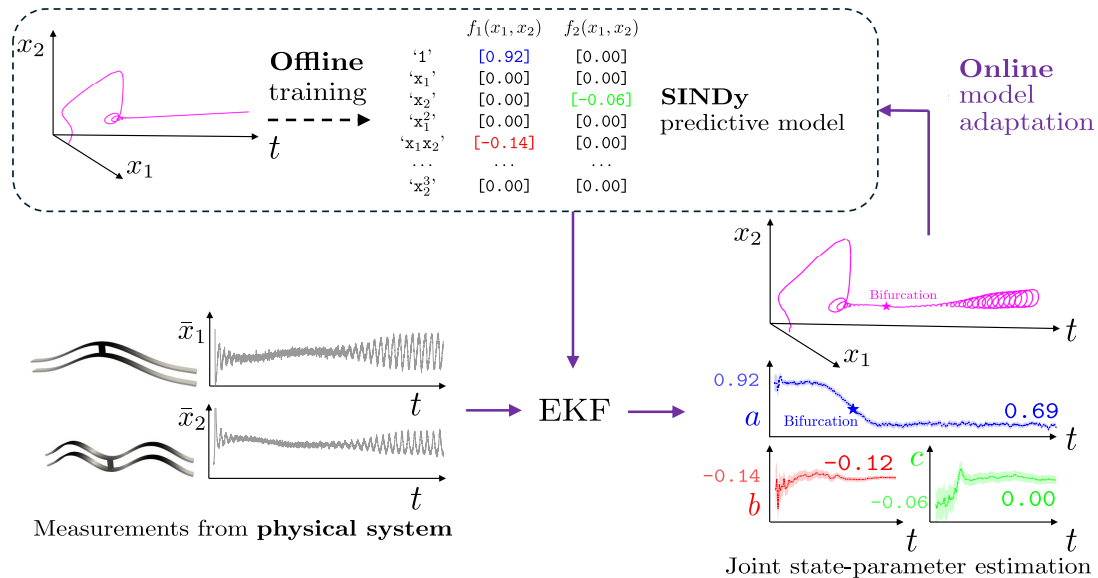 x₂
t
x₁
Offline
training
f₁(x₁, x₂) f₂(x₁, x₂)
‘1’ [0.92] [0.00]
‘x₁’ [0.00] [0.00]
‘x₂’ [0.00] [-0.06]
‘x₁²’ [0.00] [0.00]
‘x₁x₂’ [-0.14] [0.00]
... ... ...
‘x₂³’ [0.00] [0.00]
SINDy
predictive model
Online
model
adaptation
x̄₁
t
x̄₂
t
Measurements from physical system
EKF
x₂
Bifurcation
t
x₁
0.92
a
Bifurcation
0.69
t
-0.14
b
-0.12
t
c
-0.06
0.00
t
Joint state-parameter estimation